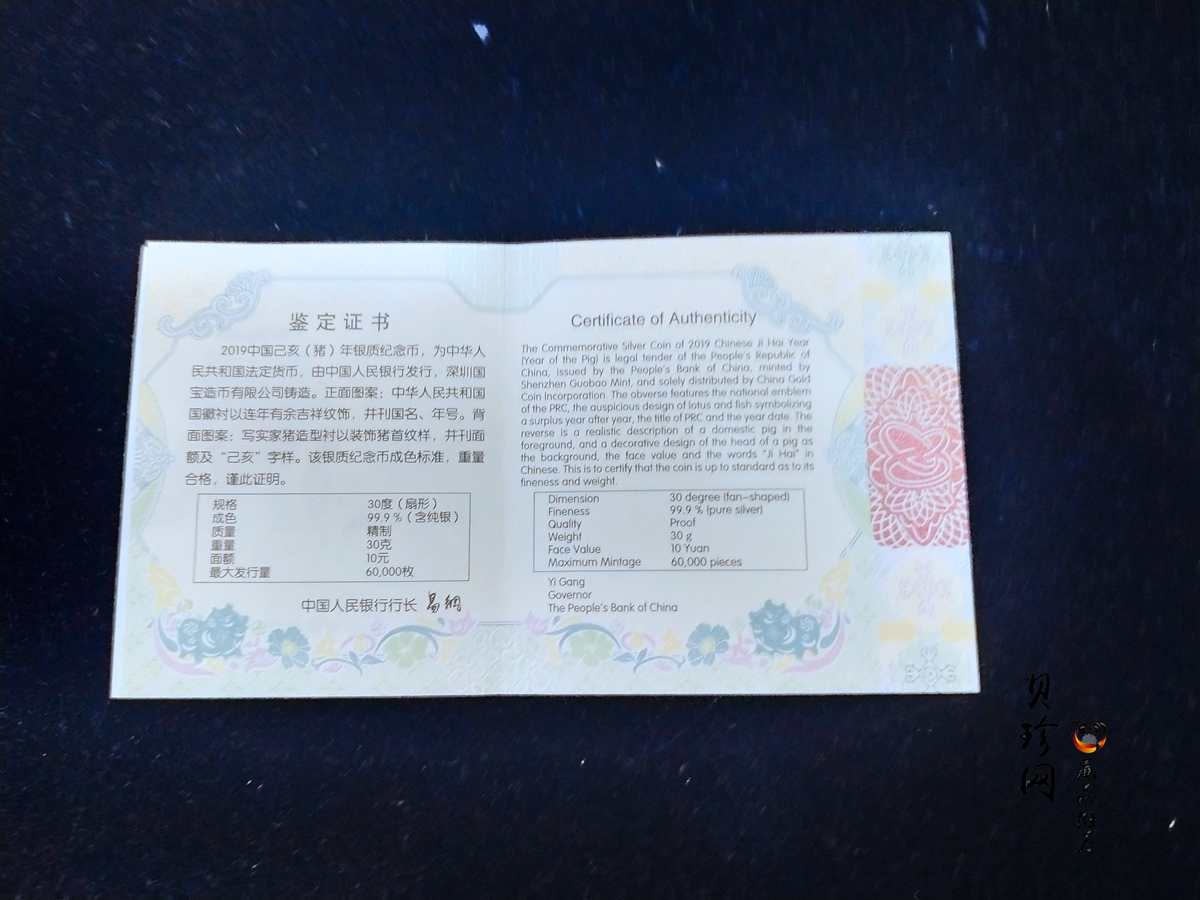 鉴定证书
2019中国己亥（猪）年银质纪念币，为中华人
民共和国法定货币，由中国人民银行发行，深圳国
宝造币有限公司铸造。正面图案：中华人民共和国
国徽衬以连年有余吉祥纹饰，并刊国名、年号。背
面图案：写实家猪造型衬以装饰猪首纹样，并刊面
额及“己亥”字样。该银质纪念币成色标准，重量
合格，谨此证明。
规格 30度（扇形）
成色 99.9％（含纯银）
质量 精制
重量 30克
面额 10元
最大发行量 60,000枚
中国人民银行行长 易纲
Certificate of Authenticity
The Commemorative Silver Coin of 2019 Chinese Ji Hai Year
(Year of the Pig) is legal tender of the People's Republic of
China, issued by the People's Bank of China, minted by
Shenzhen Guobao Mint, and solely distributed by China Gold
Coin Incorporation. The obverse features the national emblem
of the PRC, the auspicious design of lotus and fish symbolizing
a surplus year after year, the title of PRC and the year date. The
reverse is a realistic description of a domestic pig in the
foreground, and a decorative design of the head of a pig as
the background, the face value and the words "Ji Hai" in
Chinese. This is to certify that the coin is up to standard as to its
fineness and weight.
Dimension 30 degree (fan-shaped)
Fineness 99.9 % (pure silver)
Quality Proof
Weight 30 g
Face Value 10 Yuan
Maximum Mintage 60,000 pieces
Yi Gang
Governor
The People's Bank of China
贝珍网